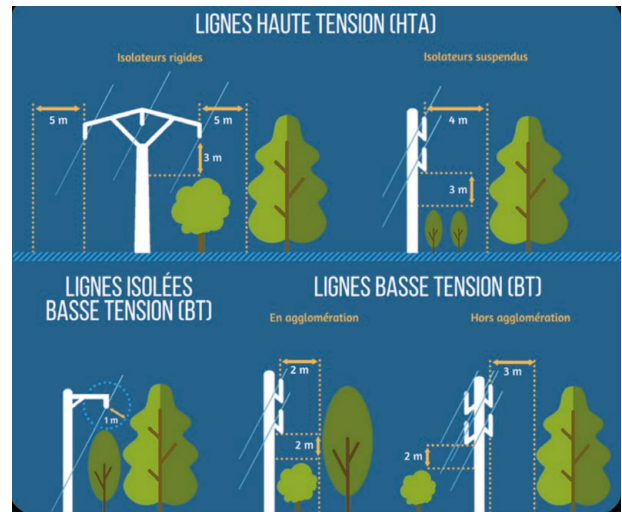 LIGNES HAUTE TENSION (HTA)
Isolateurs rigides
Isolateurs suspendus
5 m
5 m
3 m
4 m
3 m
LIGNES ISOLÉES
BASSE TENSION (BT)
LIGNES BASSE TENSION (BT)
En agglomération
Hors agglomération
1 m
2 m
2 m
3 m
2 m